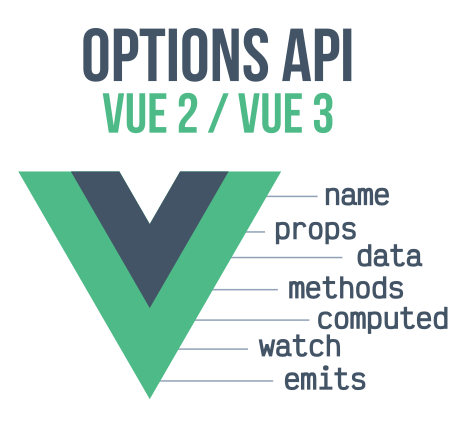 OPTIONS API
VUE 2 / VUE 3
name
props
data
methods
computed
watch
emits